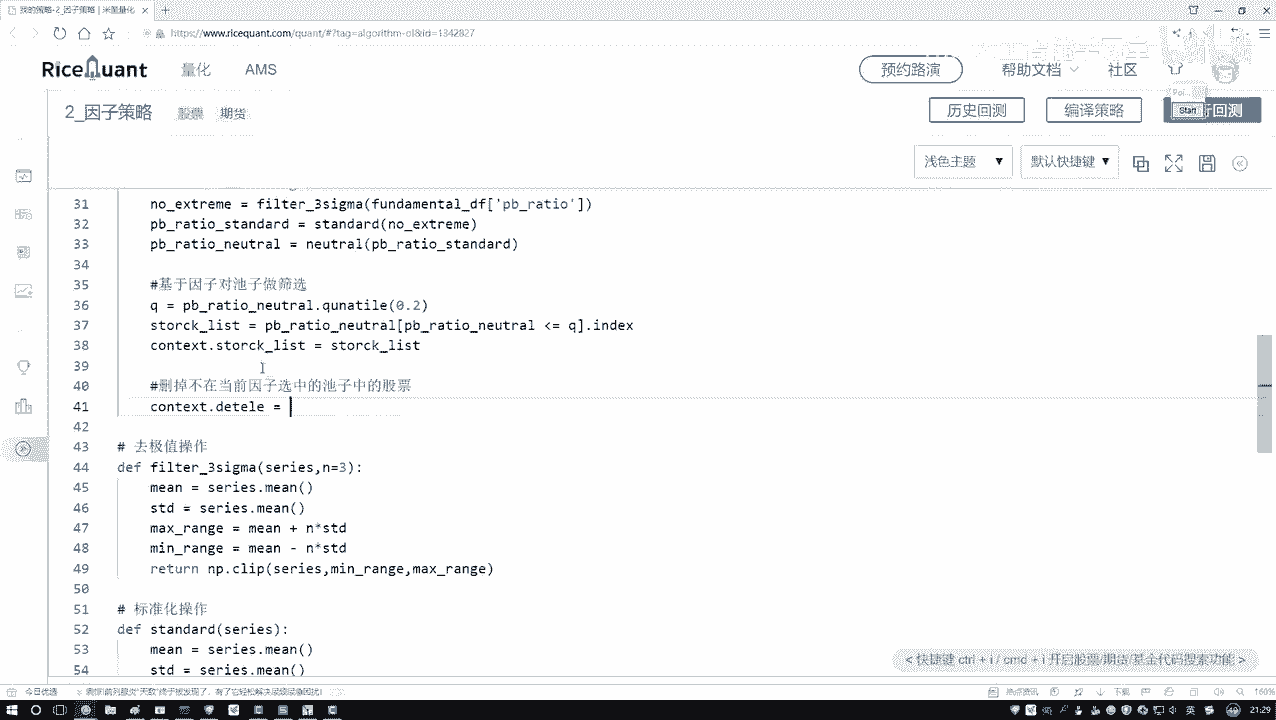 我的策略-2_因子策略 | 米筐量化
https://www.ricequant.com/quant/#?tag=algorithm-ol&id=1342827
RiceQuant 量化 AMS 预约路演 帮助文档 社区
2_因子策略 股票 期货 历史回测 编译策略 Start 回测
浅色主题 默认快捷键
31 no_extreme = filter_3sigma(fundamental_df['pb_ratio'])
32 pb_ratio_standard = standard(no_extreme)
33 pb_ratio_neutral = neutral(pb_ratio_standard)
34
35 #基于因子对池子做筛选
36 q = pb_ratio_neutral.qunatile(0.2)
37 storck_list = pb_ratio_neutral[pb_ratio_neutral <= q].index
38 context.storck_list = storck_list
39
40 #删掉不在当前因子选中的池子中的股票
41 context.detele =
42
43 # 去极值操作
44 def filter_3sigma(series,n=3):
45 mean = series.mean()
46 std = series.mean()
47 max_range = mean + n*std
48 min_range = mean - n*std
49 return np.clip(series,min_range,max_range)
50
51 # 标准化操作
52 def standard(series):
53 mean = series.mean()
54 std = series.mean()
< 快捷键 ctrl + i / cmd + i 开启股票/期货/基金代码搜索功能 >
今日优选
热点资讯 下载 160%
英 21:29